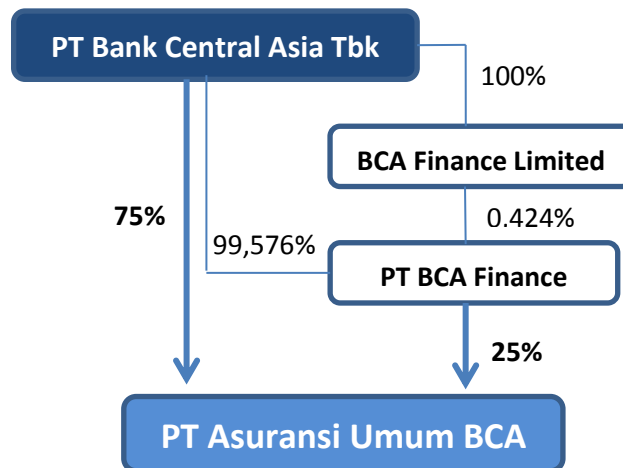 PT Bank Central Asia Tbk
100%
BCA Finance Limited
75%
0.424%
99,576%
PT BCA Finance
25%
PT Asuransi Umum BCA